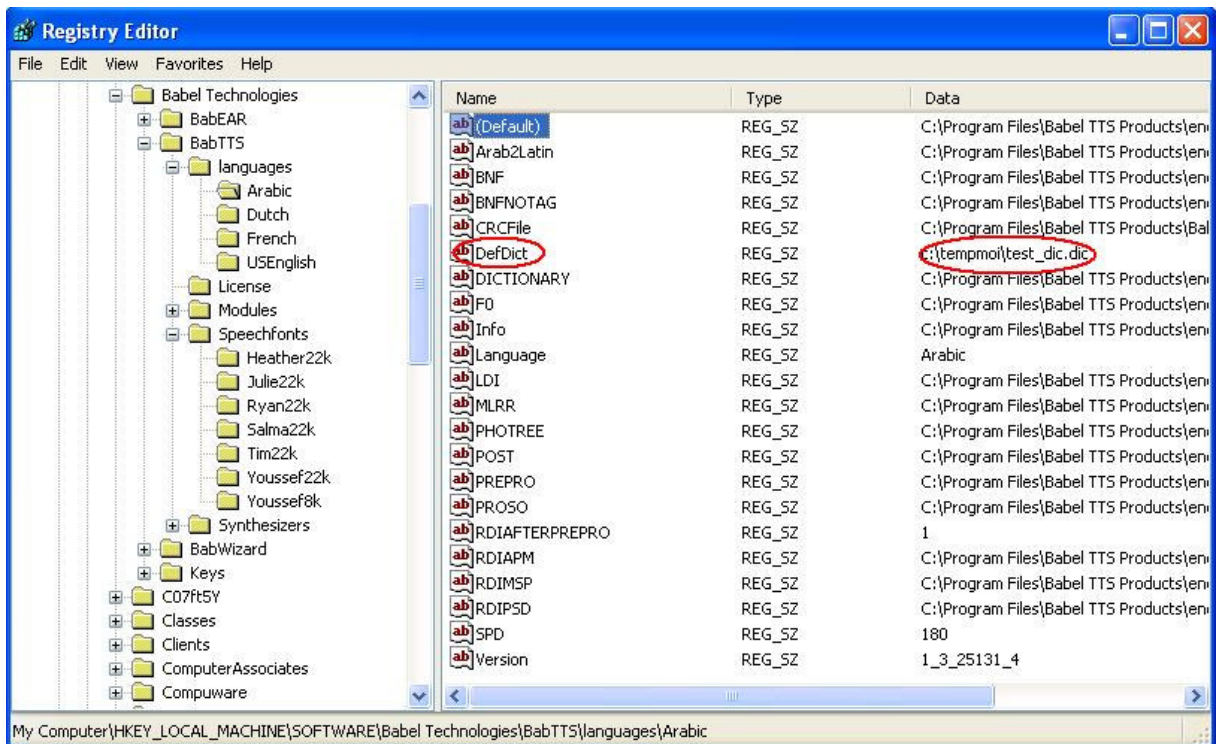 Registry Editor
File Edit View Favorites Help
Babel Technologies
BabEAR
BabTTS
languages
Arabic
Dutch
French
USEnglish
License
Modules
Speechfonts
Heather22k
Julie22k
Ryan22k
Salma22k
Tim22k
Youssef22k
Youssef8k
Synthesizers
BabWizard
Keys
C07ft5Y
Classes
Clients
ComputerAssociates
Compuware
Name Type Data
(Default) REG_SZ C:\Program Files\Babel TTS Products\en
Arab2Latin REG_SZ C:\Program Files\Babel TTS Products\en
BNF REG_SZ C:\Program Files\Babel TTS Products\en
BNFNOTAG REG_SZ C:\Program Files\Babel TTS Products\en
CRCFile REG_SZ C:\Program Files\Babel TTS Products\Bal
DefDict REG_SZ c:\tempmoi\test_dic.dic
DICTIONARY REG_SZ C:\Program Files\Babel TTS Products\en
F0 REG_SZ C:\Program Files\Babel TTS Products\en
Info REG_SZ C:\Program Files\Babel TTS Products\en
Language REG_SZ Arabic
LDI REG_SZ C:\Program Files\Babel TTS Products\en
MLRR REG_SZ C:\Program Files\Babel TTS Products\en
PHOTREE REG_SZ C:\Program Files\Babel TTS Products\en
POST REG_SZ C:\Program Files\Babel TTS Products\en
PREPRO REG_SZ C:\Program Files\Babel TTS Products\en
PROSO REG_SZ C:\Program Files\Babel TTS Products\en
RDIAFTERPREPRO REG_SZ 1
RDIAPM REG_SZ C:\Program Files\Babel TTS Products\en
RDIMSP REG_SZ C:\Program Files\Babel TTS Products\en
RDIPSD REG_SZ C:\Program Files\Babel TTS Products\en
SPD REG_SZ 180
Version REG_SZ 1_3_25131_4
My Computer\HKEY_LOCAL_MACHINE\SOFTWARE\Babel Technologies\BabTTS\languages\Arabic